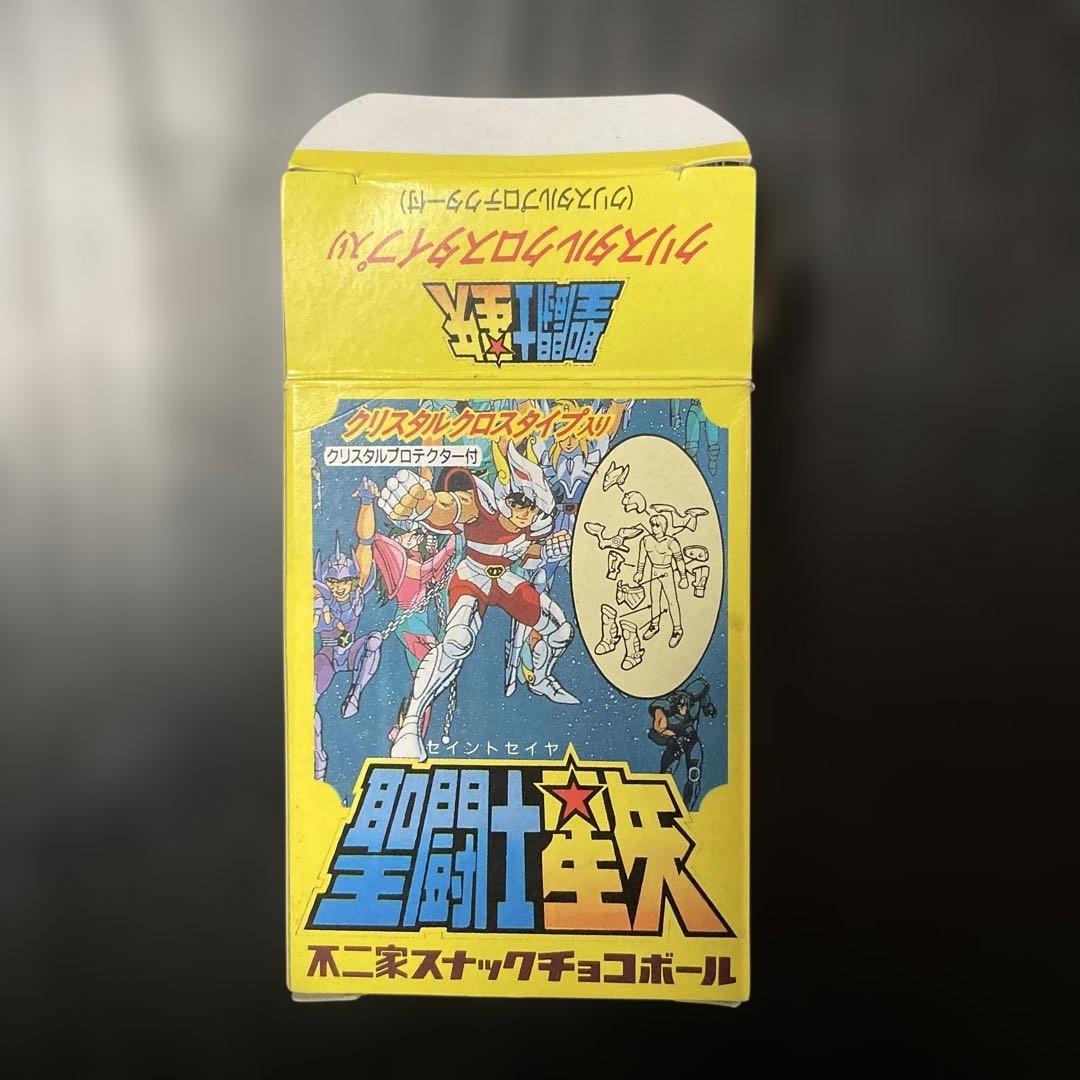 (クリスタルプロテクター付)
クリスタルクロスタイプ入り
聖闘士星矢
クリスタルクロスタイプ入り
クリスタルプロテクター付
セイントセイヤ
聖闘士星矢
不二家スナックチョコボール